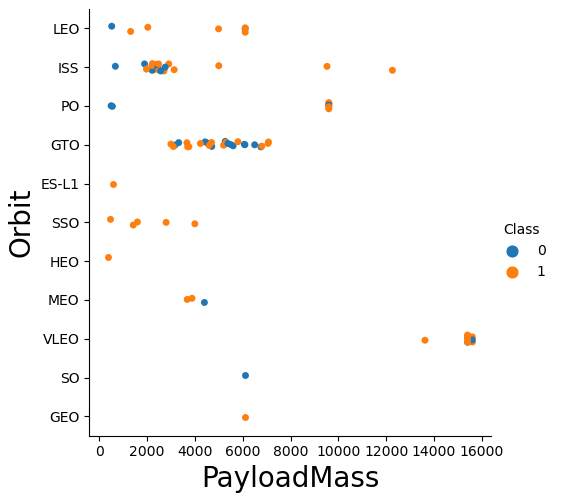 LEO
ISS
PO
GTO
ES-L1
SSO
HEO
MEO
VLEO
SO
GEO
Orbit
0 2000 4000 6000 8000 10000 12000 14000 16000
PayloadMass
Class
0
1